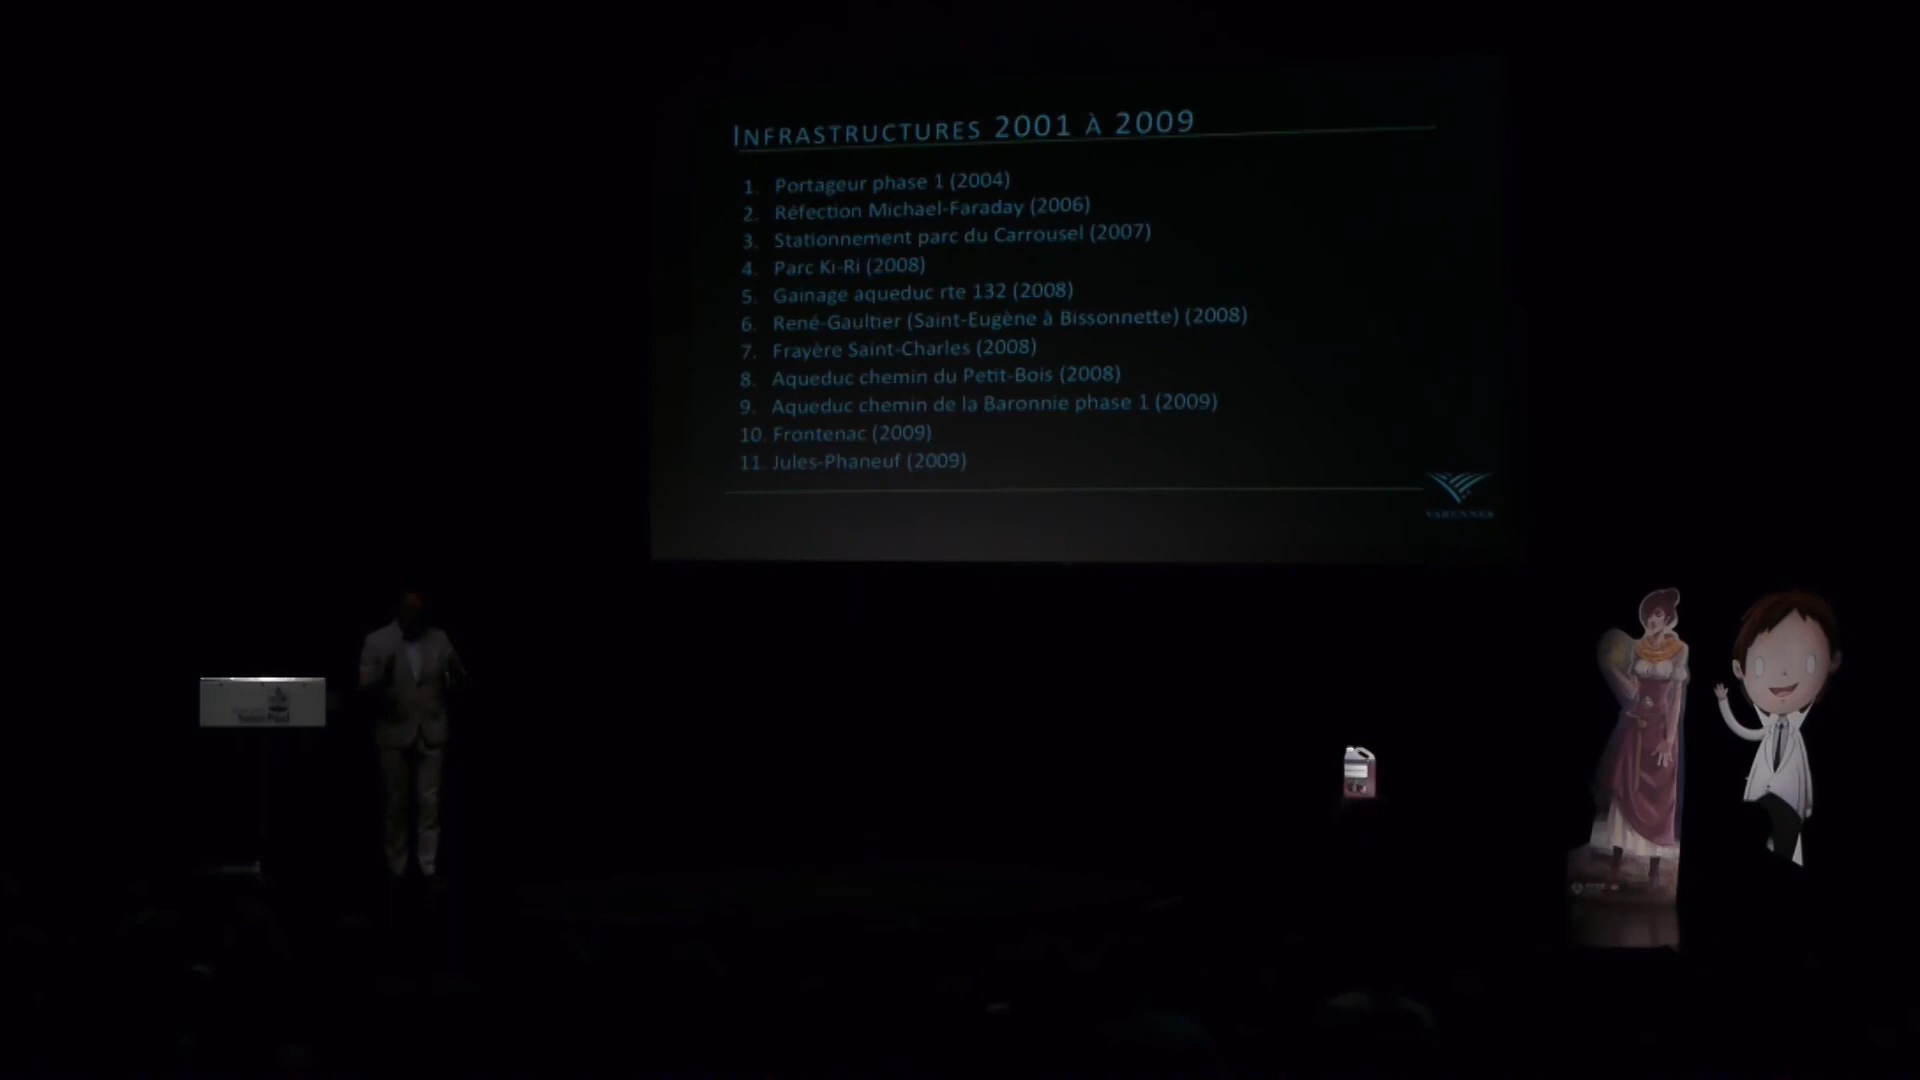 INFRASTRUCTURES 2001 À 2009
1. Portageur phase 1 (2004)
2. Réfection Michael-Faraday (2006)
3. Stationnement parc du Carrousel (2007)
4. Parc Ki-Ri (2008)
5. Gainage aqueduc rte 132 (2008)
6. René-Gaultier (Saint-Eugène à Bissonnette) (2008)
7. Frayère Saint-Charles (2008)
8. Aqueduc chemin du Petit-Bois (2008)
9. Aqueduc chemin de la Baronnie phase 1 (2009)
10. Frontenac (2009)
11. Jules-Phaneuf (2009)
VARENNES